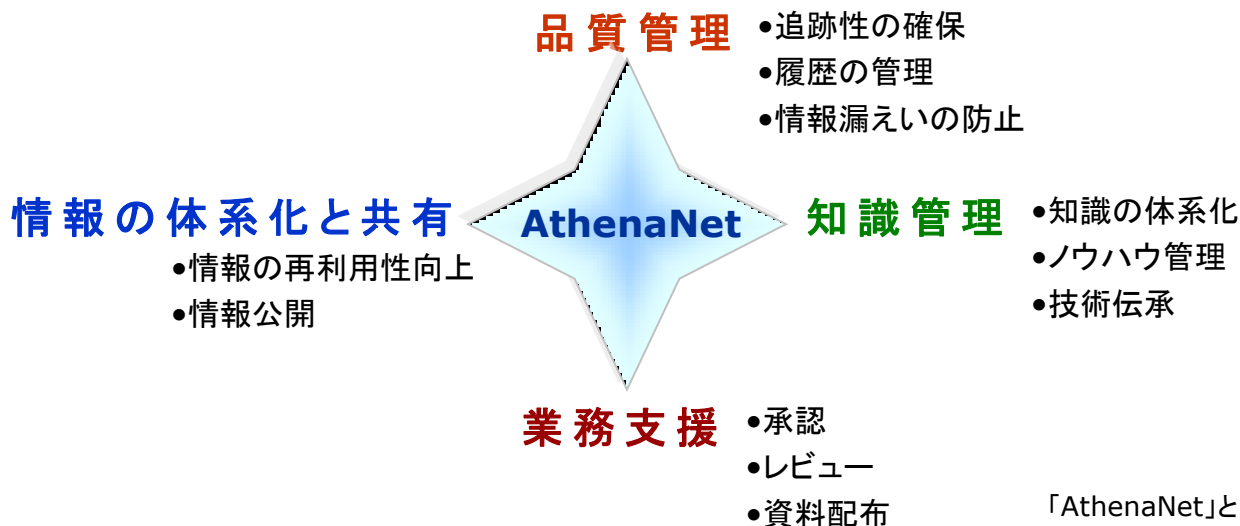 品質管理
•追跡性の確保
•履歴の管理
•情報漏えいの防止
情報の体系化と共有
•情報の再利用性向上
•情報公開
AthenaNet
知識管理
•知識の体系化
•ノウハウ管理
•技術伝承
業務支援
•承認
•レビュー
•資料配布
「AthenaNet」と